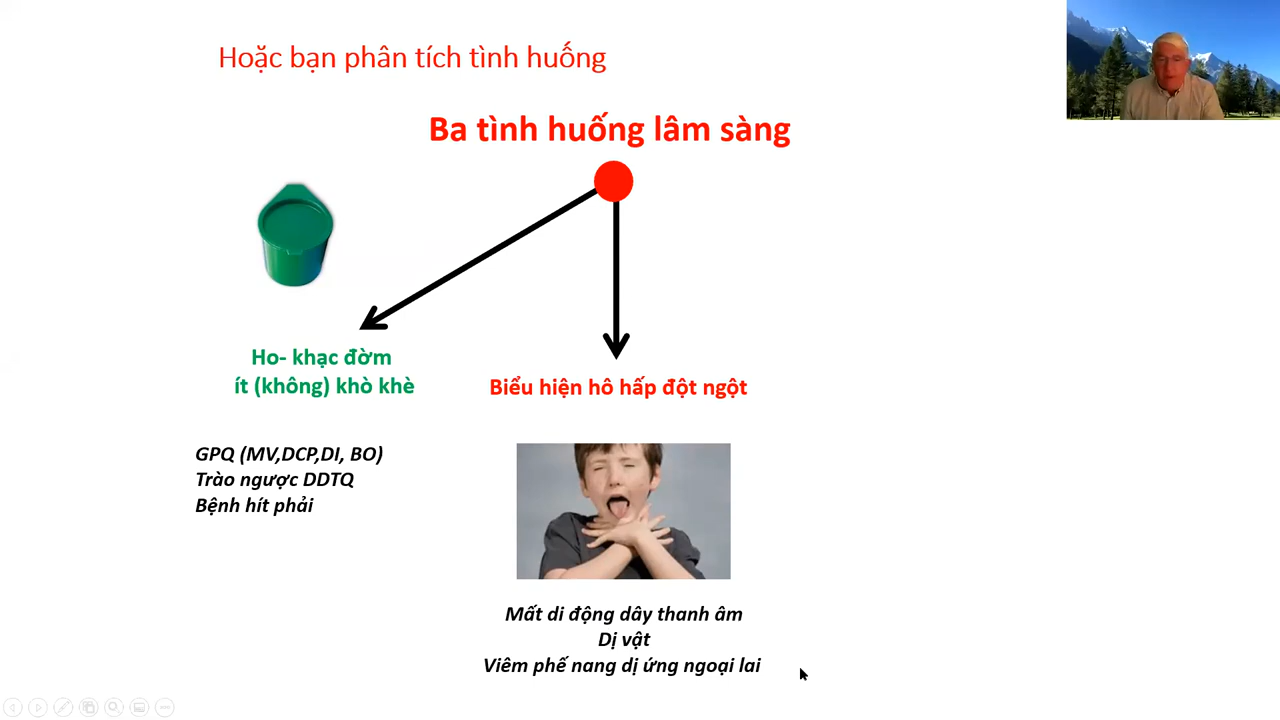 Hoặc bạn phân tích tình huống
Ba tình huống lâm sàng
Ho- khạc đờm
ít (không) khò khè
Biểu hiện hô hấp đột ngột
GPQ (MV,DCP,DI, BO)
Trào ngược DDTQ
Bệnh hít phải
Mất di động dây thanh âm
Dị vật
Viêm phế nang dị ứng ngoại lai